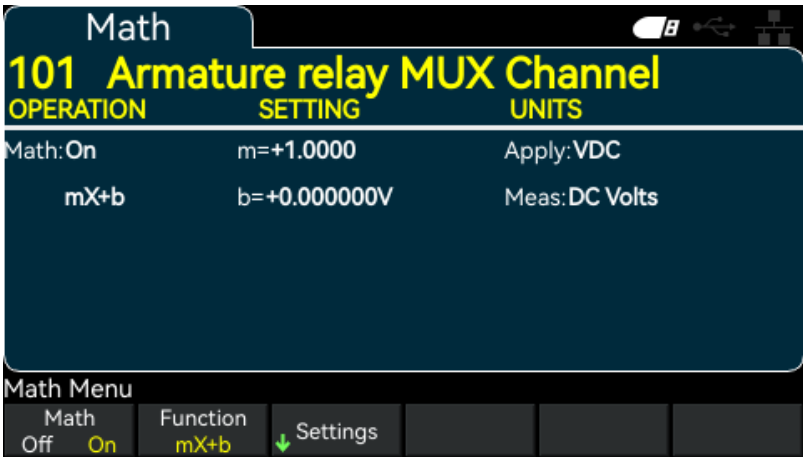 Math
8
101 Armature relay MUX Channel
OPERATION SETTING UNITS
Math:On m=+1.0000 Apply:VDC
mX+b b=+0.000000V Meas:DC Volts
Math Menu
Math Function Settings
Off On mX+b